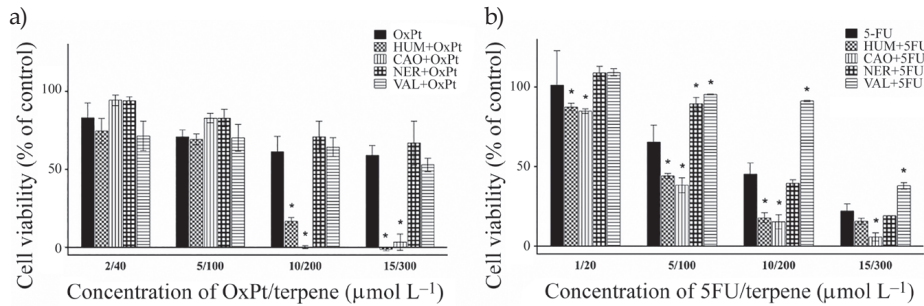 a)
Cell viability (% of control)
100
50
0
OxPt
HUM+OxPt
CAO+OxPt
NER+OxPt
VAL+OxPt
* * * *
2/40 5/100 10/200 15/300
Concentration of OxPt/terpene (µmol L⁻¹)
b)
Cell viability (% of control)
100
50
0
5-FU
HUM+5FU
CAO+5FU
NER+5FU
VAL+5FU
* * * * * * * * * * *
1/20 5/100 10/200 15/300
Concentration of 5FU/terpene (µmol L⁻¹)